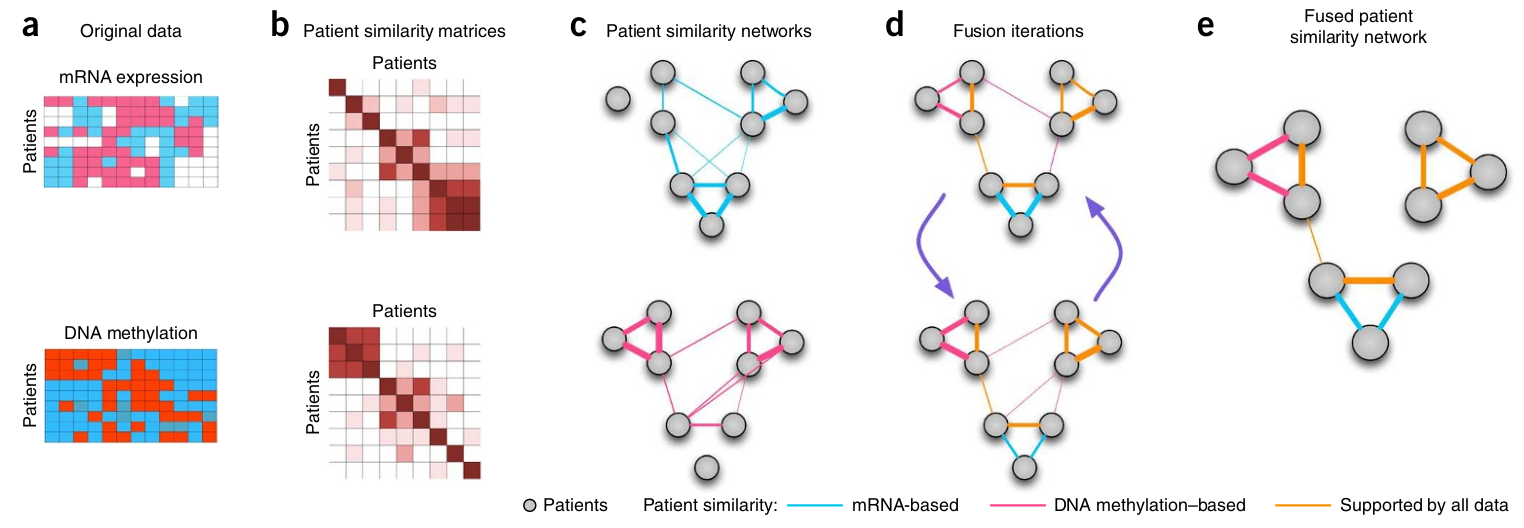 a
Original data
mRNA expression
Patients
DNA methylation
Patients
b
Patient similarity matrices
Patients
Patients
Patients
Patients
c
Patient similarity networks
d
Fusion iterations
e
Fused patient
similarity network
Patients
Patient similarity:
mRNA-based
DNA methylation–based
Supported by all data